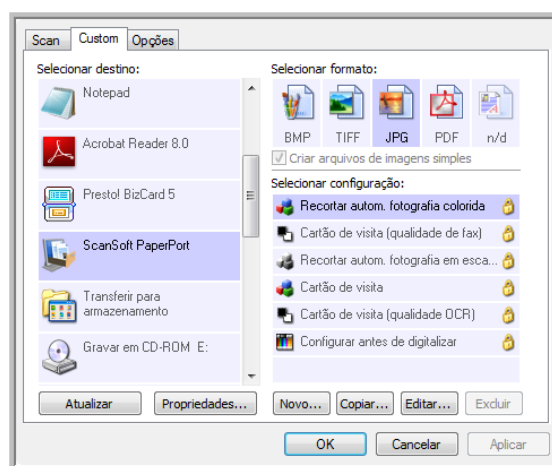 Scan Custom Opções
Selecionar destino:
Notepad
Acrobat Reader 8.0
Presto! BizCard 5
ScanSoft PaperPort
Transferir para
armazenamento
Gravar em CD-ROM E:
Atualizar Propriedades...
Selecionar formato:
BMP TIFF JPG PDF n/d
Criar arquivos de imagens simples
Selecionar configuração:
Recortar autom. fotografia colorida
Cartão de visita (qualidade de fax)
Recortar autom. fotografia em esca...
Cartão de visita
Cartão de visita (qualidade OCR)
Configurar antes de digitalizar
Novo... Copiar... Editar... Excluir
OK Cancelar Aplicar